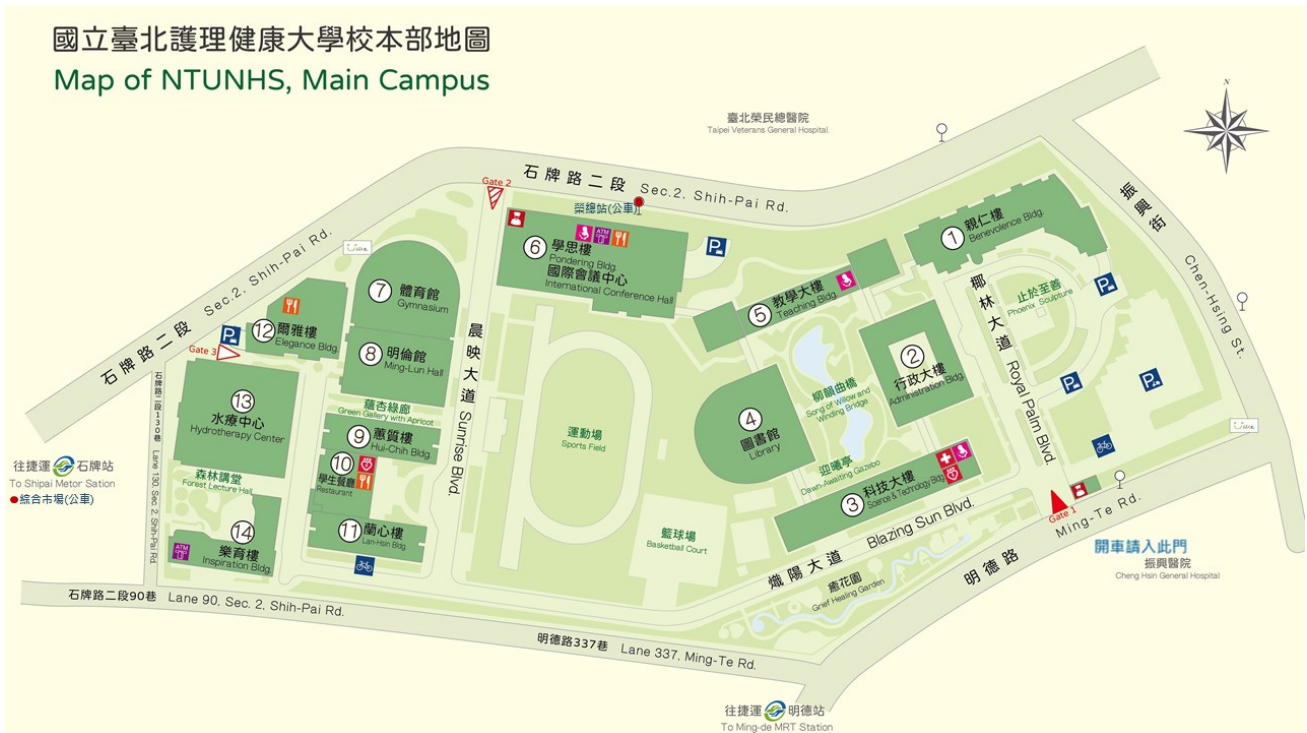 國立臺北護理健康大學校本部地圖
Map of NTUNHS, Main Campus
N
臺北榮民總醫院
Taipei Veterans General Hospital.
石牌路二段 Sec.2, Shih-Pai Rd.
Gate 2
榮總站(公車)
振興街 Chen-Hsing St.
石牌路二段 Sec.2, Shih-Pai Rd.
① 親仁樓
Benevolence Bldg.
⑥ 學思樓
Pondering Bldg.
國際會議中心
International Conference Hall
ATM
P
⑦ 體育館
Gymnasium
⑤ 教學大樓
Teaching Bldg.
椰林大道 Royal Palm Blvd.
止於至善
Phoenix Sculpture
P
⑫ 爾雅樓
Elegance Bldg.
P
Gate 3
⑧ 明倫館
Ming-Lun Hall
晨映大道 Sunrise Blvd.
② 行政大樓
Administration Bldg.
P
P
⑬
水療中心
Hydrotherapy Center
蘊杏綠廊
Green Gallery with Apricot
柳韻曲橋
Song of Willow and
Winding Bridge
④
圖書館
Library
運動場
Sports Field
⑨ 蕙質樓
Hui-Chih Bldg.
⑩
學生餐廳
Restaurant
石牌路二段130巷 Lane 130, Sec. 2, Shih-Pai Rd.
往捷運 石牌站
To Shipai Metor Sation
綜合市場(公車)
森林講堂
Forest Lecture Hall
迎曦亭
Dawn-Awaiting Gazebo
③ 科技大樓
Science & Technology Bldg.
⑪ 蘭心樓
Lan-Hsin Bldg.
籃球場
Basketball Court
⑭
樂育樓
Inspiration Bldg.
ATM
Gate 1
熾陽大道 Blazing Sun Blvd.
明德路 Ming-Te Rd.
開車請入此門
振興醫院
Cheng Hsin General Hospital
癒花園
Grief Healing Garden
石牌路二段90巷 Lane 90, Sec. 2, Shih-Pai Rd.
明德路337巷 Lane 337, Ming-Te Rd.
往捷運 明德站
To Ming-de MRT Station